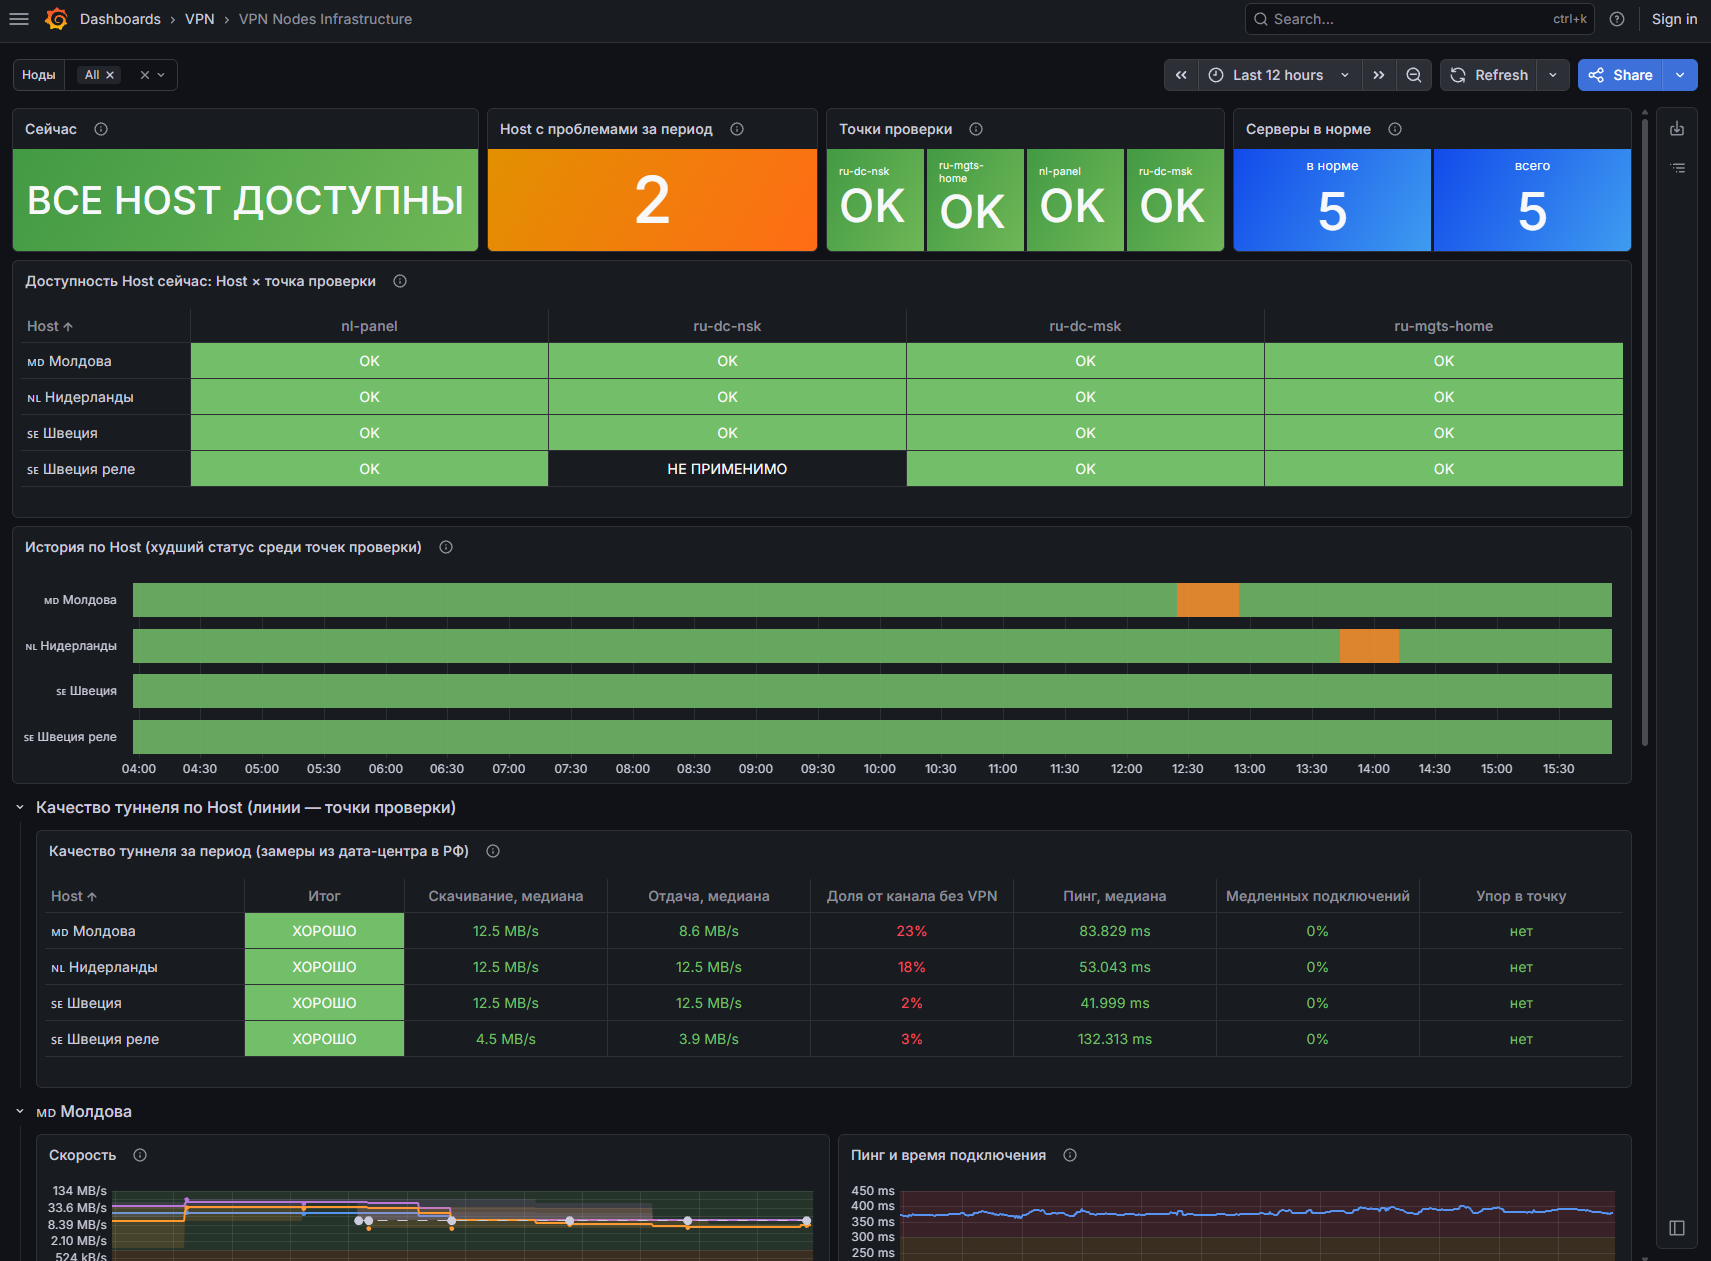 Dashboards › VPN › VPN Nodes Infrastructure
Search... ctrl+k
Sign in
Ноды All
Last 12 hours
Refresh
Share
Сейчас
ВСЕ HOST ДОСТУПНЫ
Host с проблемами за период
2
Точки проверки
ru-dc-nsk
OK
ru-mgts-
home
OK
nl-panel
OK
ru-dc-msk
OK
Серверы в норме
в норме
5
всего
5
Доступность Host сейчас: Host × точка проверки
Host nl-panel ru-dc-nsk ru-dc-msk ru-mgts-home
MD Молдова OK OK OK OK
NL Нидерланды OK OK OK OK
SE Швеция OK OK OK OK
SE Швеция реле OK НЕ ПРИМЕНИМО OK OK
История по Host (худший статус среди точек проверки)
MD Молдова
NL Нидерланды
SE Швеция
SE Швеция реле
04:00 04:30 05:00 05:30 06:00 06:30 07:00 07:30 08:00 08:30 09:00 09:30 10:00 10:30 11:00 11:30 12:00 12:30 13:00 13:30 14:00 14:30 15:00 15:30
Качество туннеля по Host (линии — точки проверки)
Качество туннеля за период (замеры из дата-центра в РФ)
Host Итог Скачивание, медиана Отдача, медиана Доля от канала без VPN Пинг, медиана Медленных подключений Упор в точку
MD Молдова ХОРОШО 12.5 MB/s 8.6 MB/s 23% 83.829 ms 0% нет
NL Нидерланды ХОРОШО 12.5 MB/s 12.5 MB/s 18% 53.043 ms 0% нет
SE Швеция ХОРОШО 12.5 MB/s 12.5 MB/s 2% 41.999 ms 0% нет
SE Швеция реле ХОРОШО 4.5 MB/s 3.9 MB/s 3% 132.313 ms 0% нет
MD Молдова
Скорость
134 MB/s
33.6 MB/s
8.39 MB/s
2.10 MB/s
524 kB/s
Пинг и время подключения
450 ms
400 ms
350 ms
300 ms
250 ms